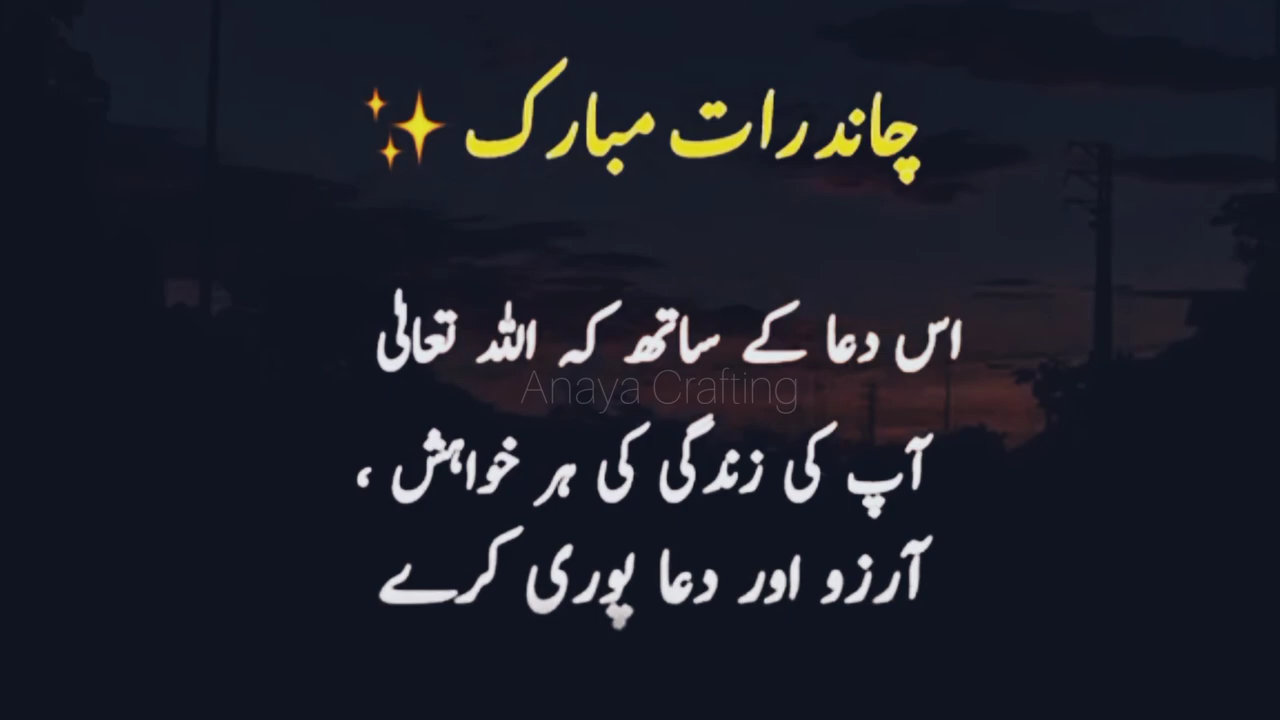 چاند رات مبارک ✨
اس دعا کے ساتھ کہ اللہ تعالیٰ
Anaya Crafting
آپ کی زندگی کی ہر خواہش ،
آرزو اور دعا پوری کرے